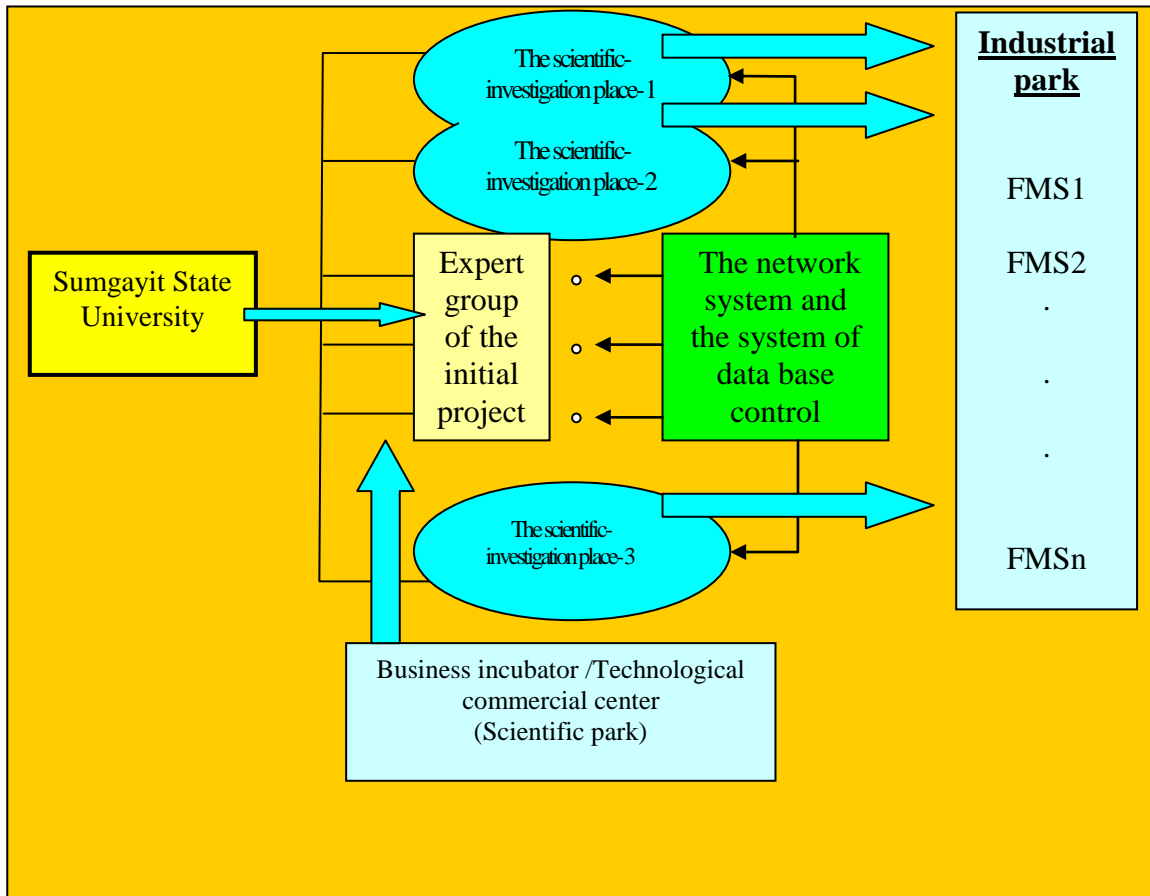 The scientific-
investigation place-1
The scientific-
investigation place-2
Industrial
park
FMS1
FMS2
.
.
.
FMSn
Sumgayit State
University
Expert
group
of the
initial
project
The network
system and
the system of
data base
control
The scientific-
investigation place-3
Business incubator /Technological
commercial center
(Scientific park)